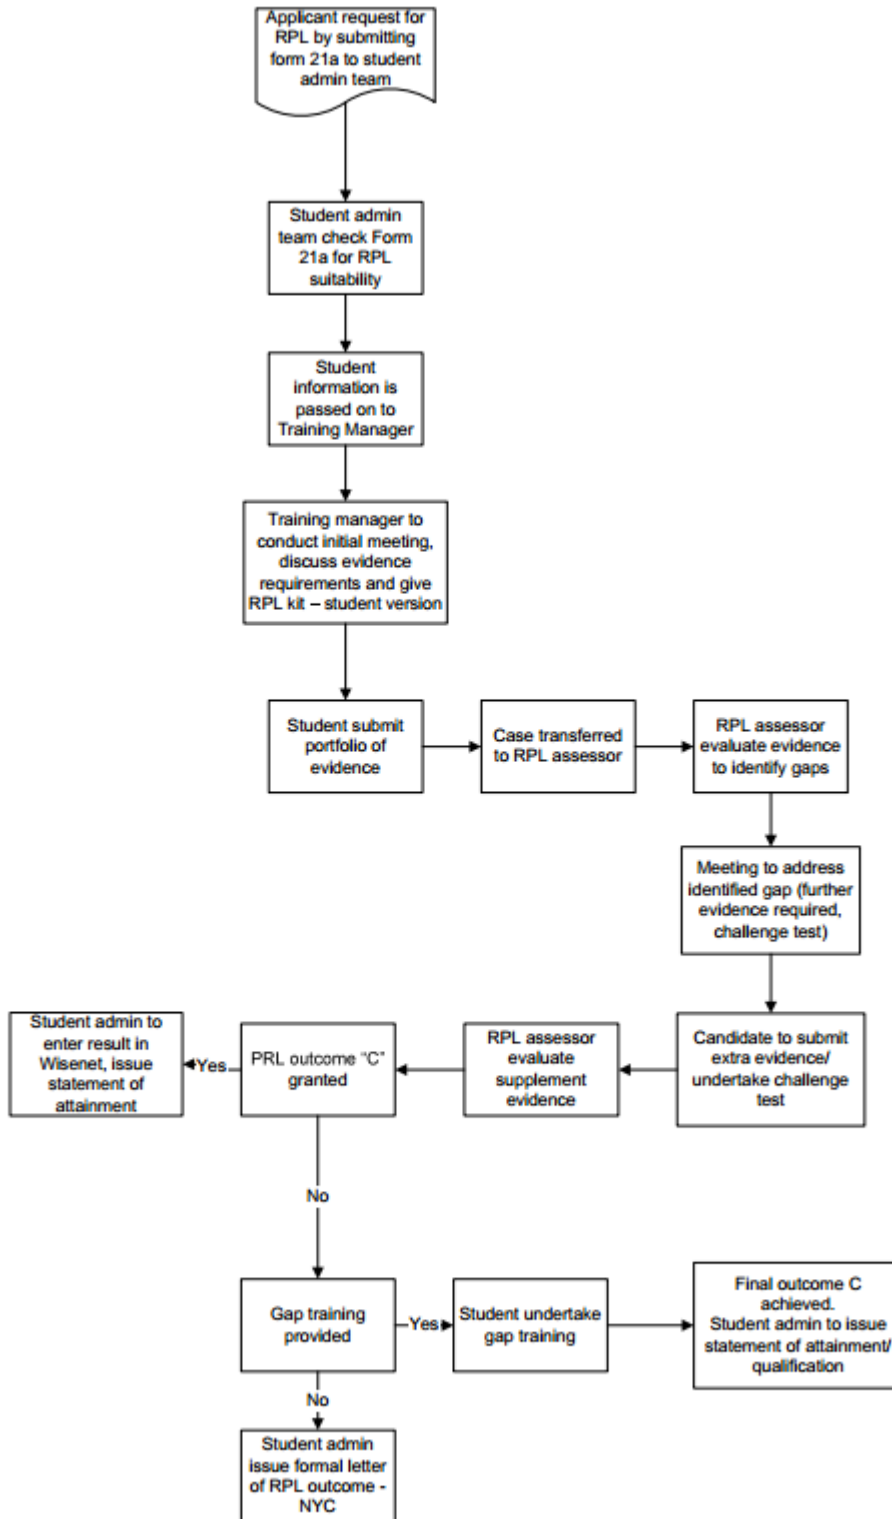 Applicant request for
RPL by submitting
form 21a to student
admin team
Student admin
team check Form
21a for RPL
suitability
Student
information is
passed on to
Training Manager
Training manager to
conduct initial meeting,
discuss evidence
requirements and give
RPL kit – student version
Student submit
portfolio of
evidence
Case transferred
to RPL assessor
RPL assessor
evaluate evidence
to identify gaps
Meeting to address
identified gap (further
evidence required,
challenge test)
Candidate to submit
extra evidence/
undertake challenge
test
RPL assessor
evaluate
supplement
evidence
PRL outcome “C”
granted
Yes
Student admin to
enter result in
Wisenet, issue
statement of
attainment
No
Gap training
provided
Yes
Student undertake
gap training
Final outcome C
achieved.
Student admin to issue
statement of attainment/
qualification
No
Student admin
issue formal letter
of RPL outcome -
NYC